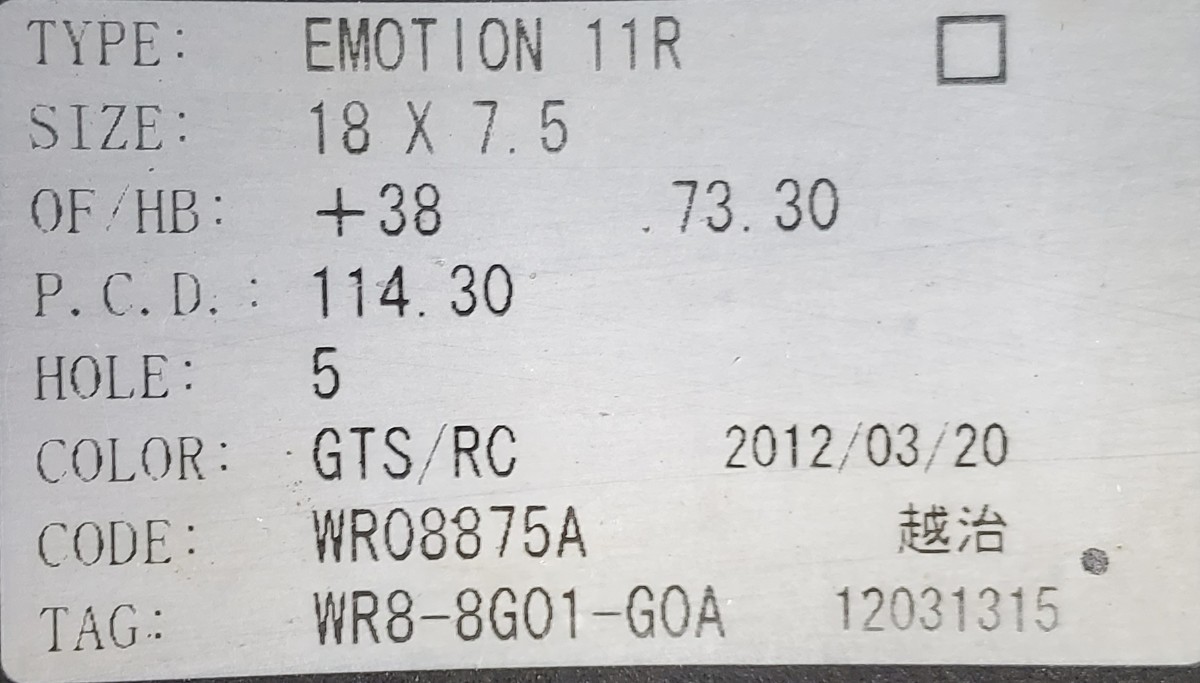 TYPE: EMOTION 11R □
SIZE: 18 X 7.5
OF/HB: +38 73.30
P.C.D.: 114.30
HOLE: 5
COLOR: GTS/RC 2012/03/20
CODE: WR08875A 越治
TAG: WR8-8G01-G0A 12031315